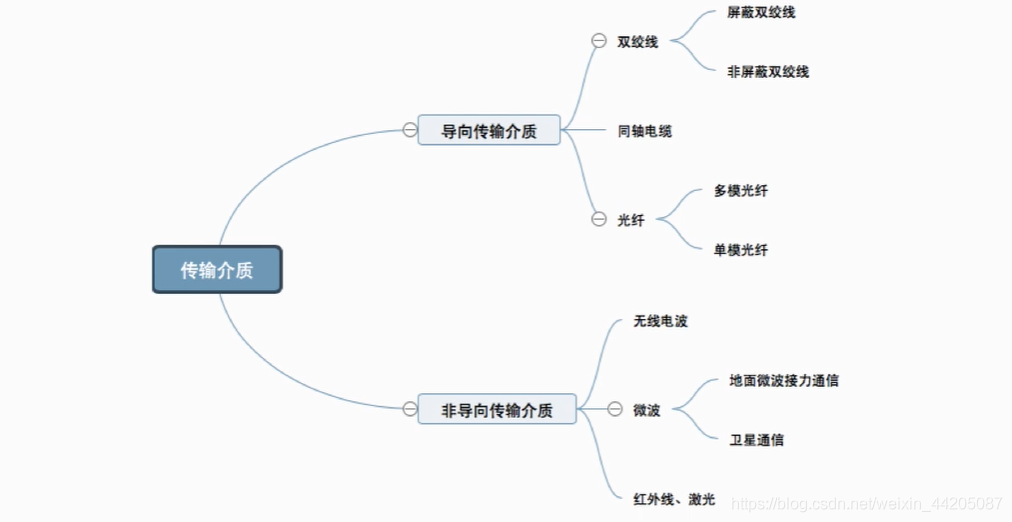 传输介质
导向传输介质
双绞线
屏蔽双绞线
非屏蔽双绞线
同轴电缆
光纤
多模光纤
单模光纤
非导向传输介质
无线电波
微波
地面微波接力通信
卫星通信
红外线、激光
https://blog.csdn.net/weixin_44205087